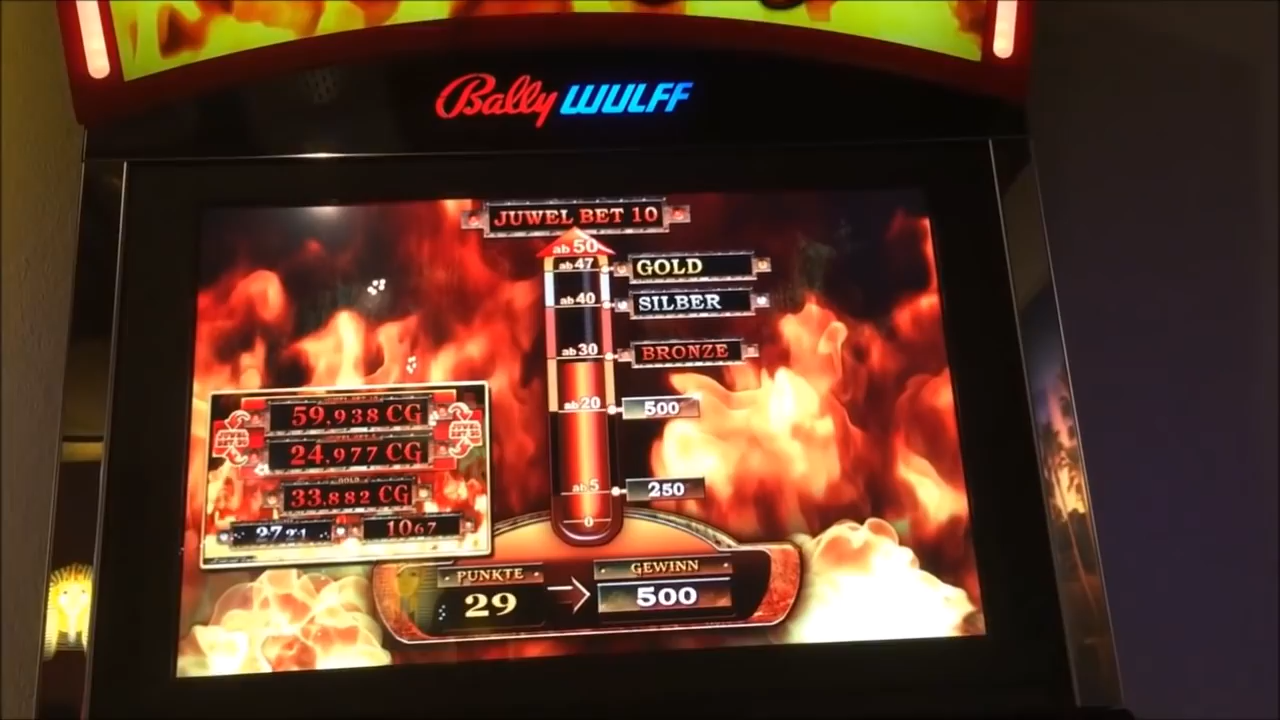 Bally WULFF
JUWEL BET 10
ab 50
ab 47
GOLD
ab 40
SILBER
ab 30
BRONZE
ab 20
500
ab 5
250
0
59,938 CG
24,977 CG
GOLD
33,882 CG
1067
PUNKTE
29
GEWINN
500